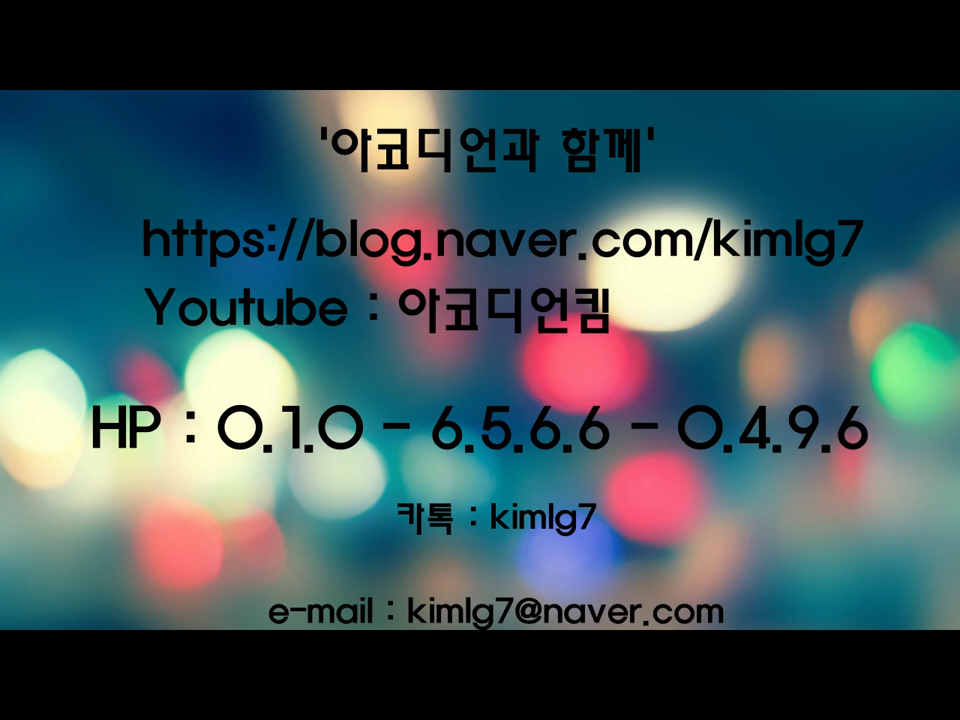 '아코디언과 함께'
https://blog.naver.com/kimlg7
Youtube : 아코디언킴
HP : 0.1.0 - 6.5.6.6 - 0.4.9.6
카톡 : kimlg7
e-mail : kimlg7@naver.com